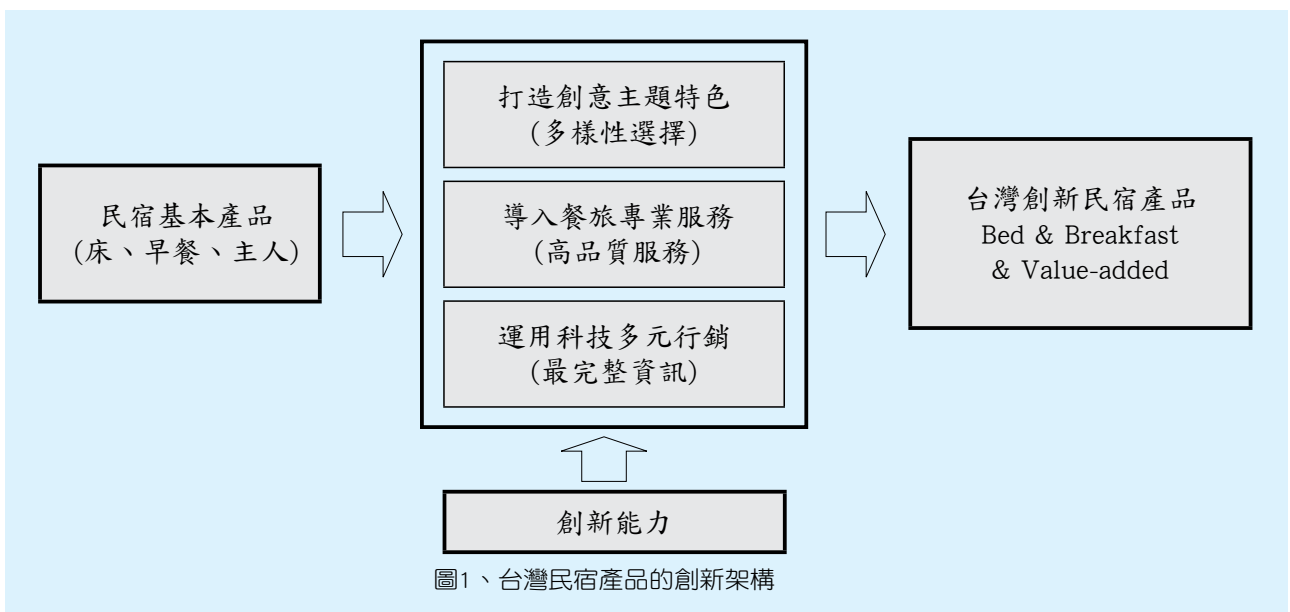 民宿基本產品
(床、早餐、主人)
打造創意主題特色
(多樣性選擇)
導入餐旅專業服務
(高品質服務)
運用科技多元行銷
(最完整資訊)
創新能力
台灣創新民宿產品
Bed & Breakfast
& Value-added
圖1、台灣民宿產品的創新架構